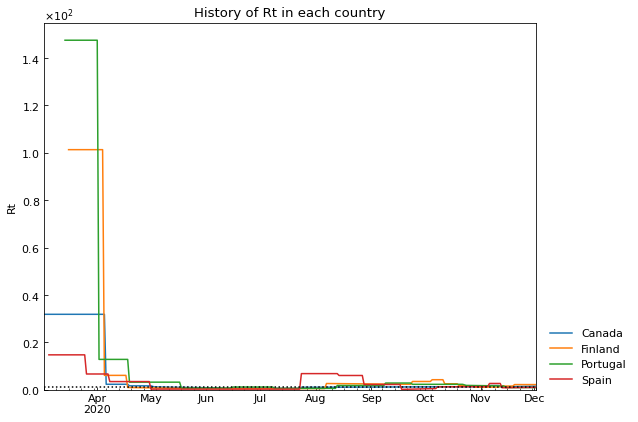 History of Rt in each country
×10²
1.4
1.2
1.0
0.8
0.6
0.4
0.2
0.0
Rt
Apr
2020
May
Jun
Jul
Aug
Sep
Oct
Nov
Dec
Canada
Finland
Portugal
Spain